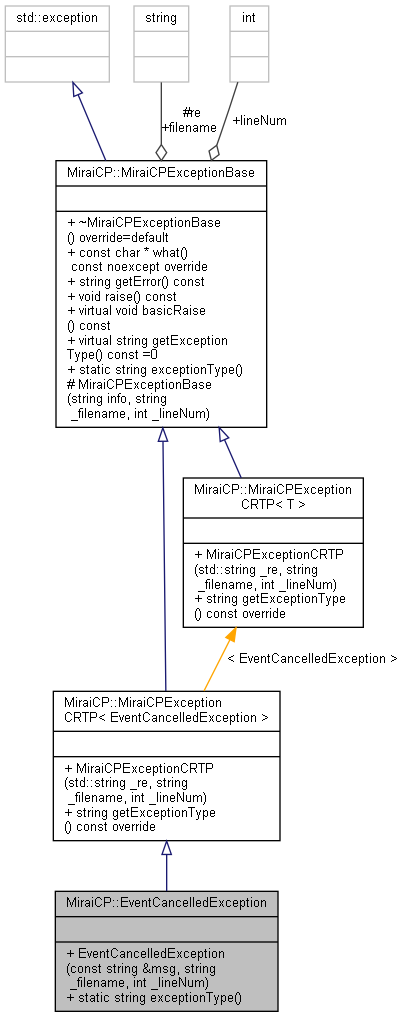 std::exception
string
int
#re
+filename
+lineNum
MiraiCP::MiraiCPExceptionBase
+ ~MiraiCPExceptionBase
() override=default
+ const char * what()
const noexcept override
+ string getError() const
+ void raise() const
+ virtual void basicRaise
() const
+ virtual string getException
Type() const =0
+ static string exceptionType()
# MiraiCPExceptionBase
(string info, string
_filename, int _lineNum)
MiraiCP::MiraiCPException
CRTP< T >
+ MiraiCPExceptionCRTP
(std::string _re, string
_filename, int _lineNum)
+ string getExceptionType
() const override
< EventCancelledException >
MiraiCP::MiraiCPException
CRTP< EventCancelledException >
+ MiraiCPExceptionCRTP
(std::string _re, string
_filename, int _lineNum)
+ string getExceptionType
() const override
MiraiCP::EventCancelledException
+ EventCancelledException
(const string &msg, string
_filename, int _lineNum)
+ static string exceptionType()